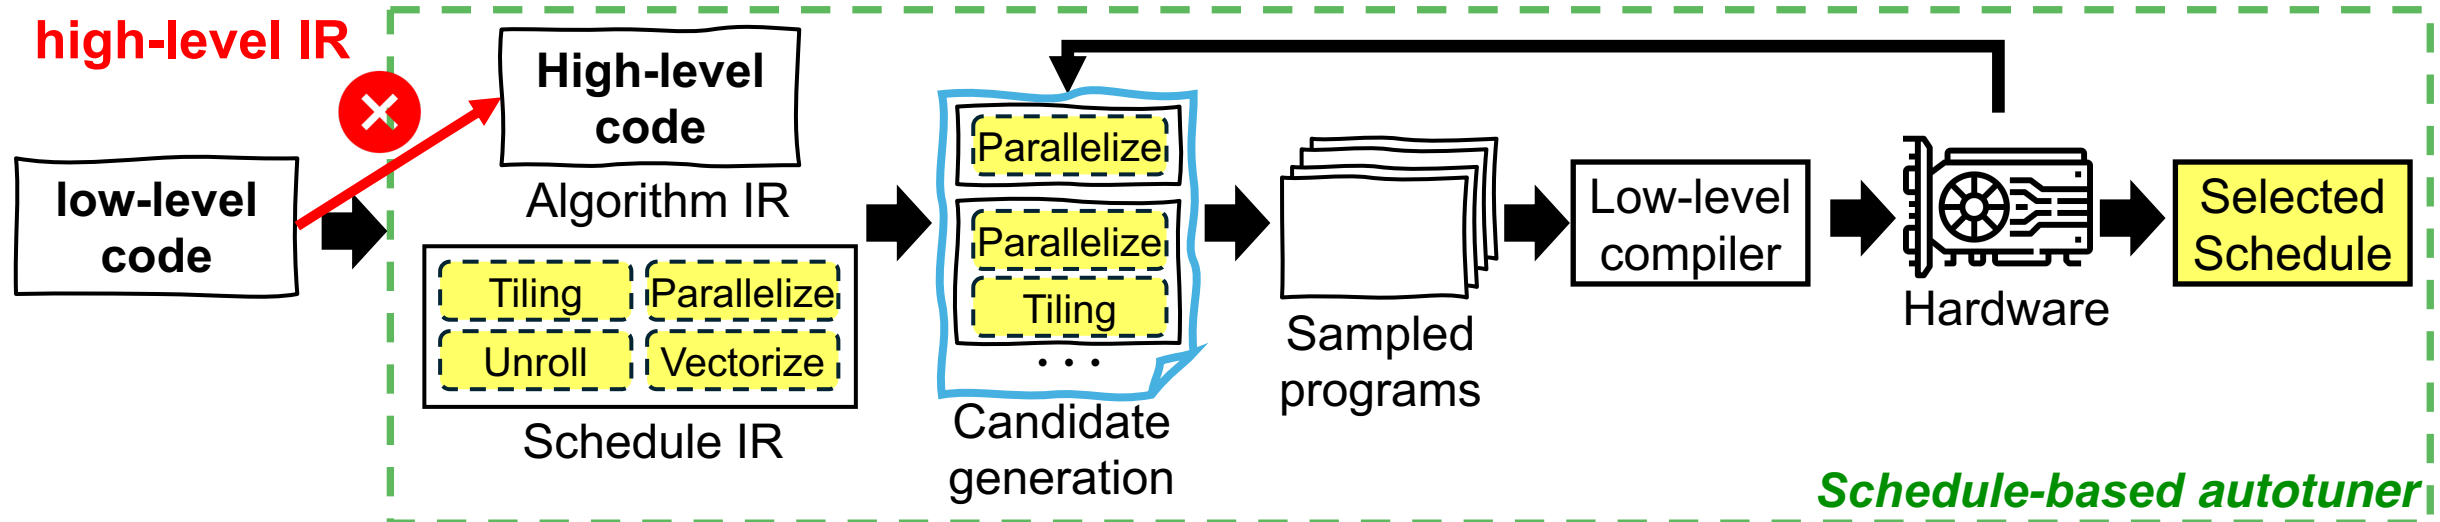 high-level IR
low-level
code
High-level
code
Algorithm IR
Tiling
Parallelize
Unroll
Vectorize
Schedule IR
Parallelize
Parallelize
Tiling
...
Candidate
generation
Sampled
programs
Low-level
compiler
Hardware
Selected
Schedule
Schedule-based autotuner